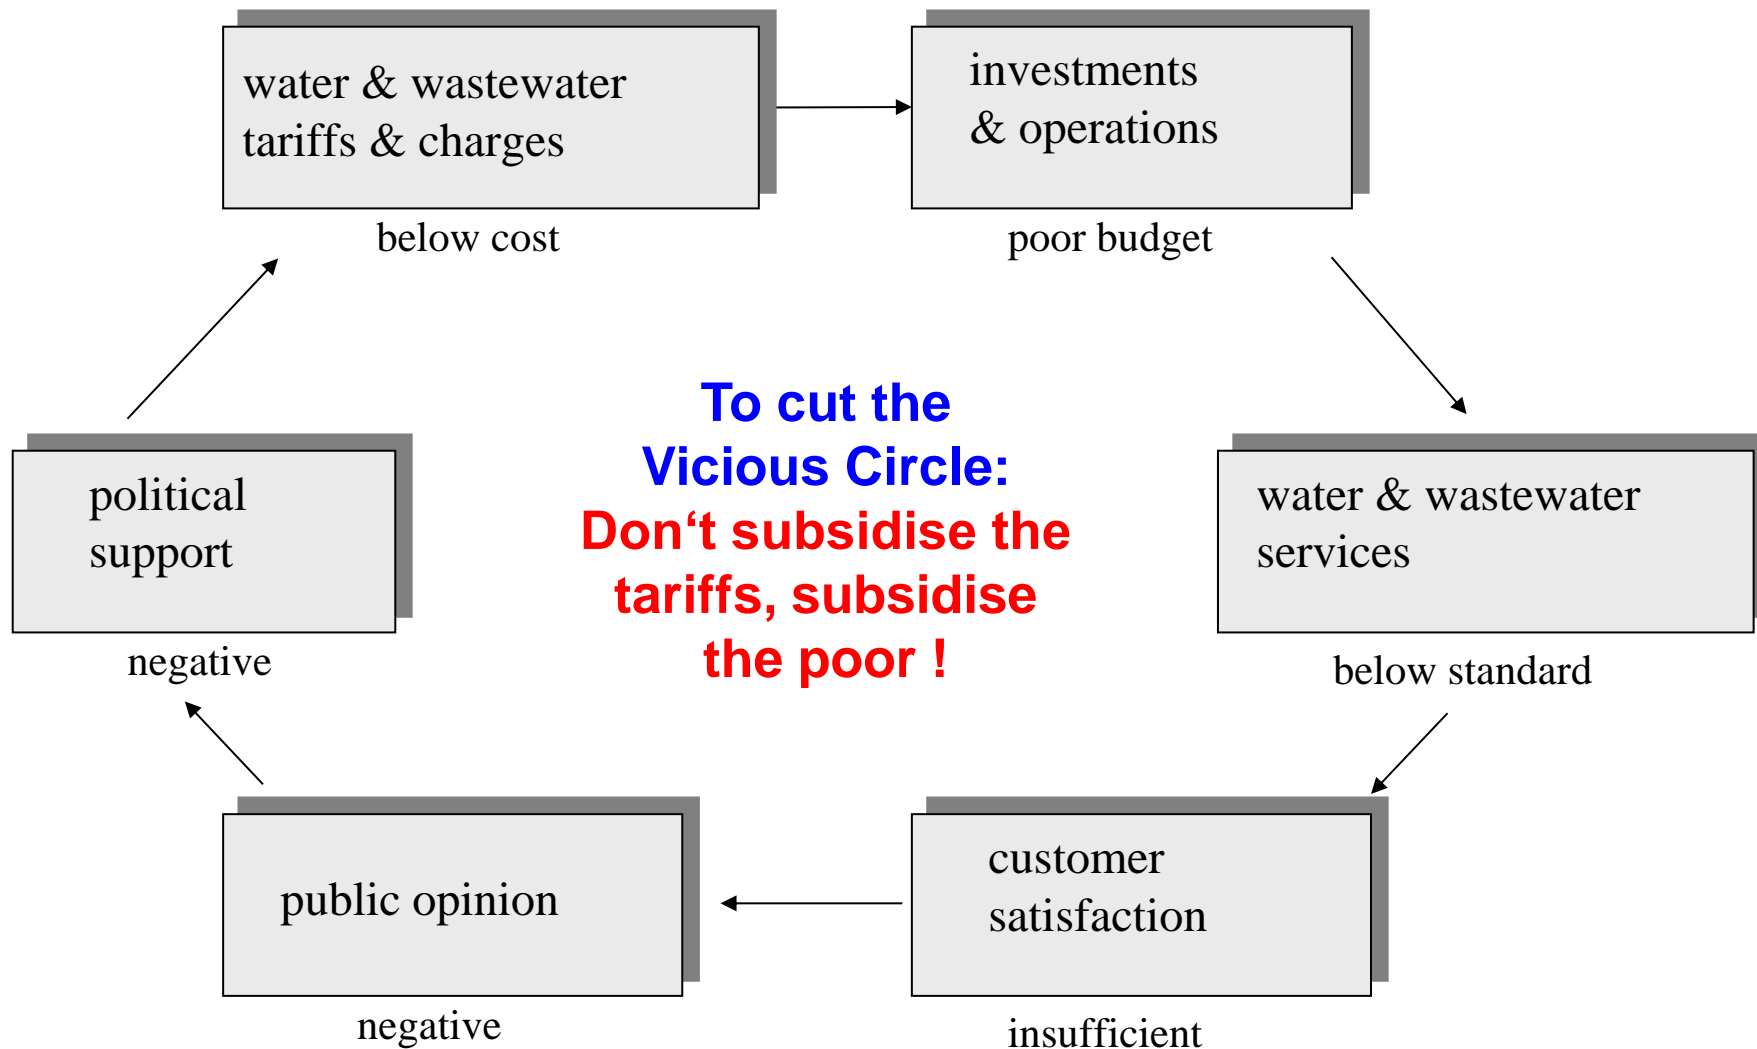 water & wastewater
tariffs & charges
below cost
investments
& operations
poor budget
To cut the
Vicious Circle:
Don‘t subsidise the
tariffs, subsidise
the poor !
political
support
negative
water & wastewater
services
below standard
public opinion
negative
customer
satisfaction
insufficient